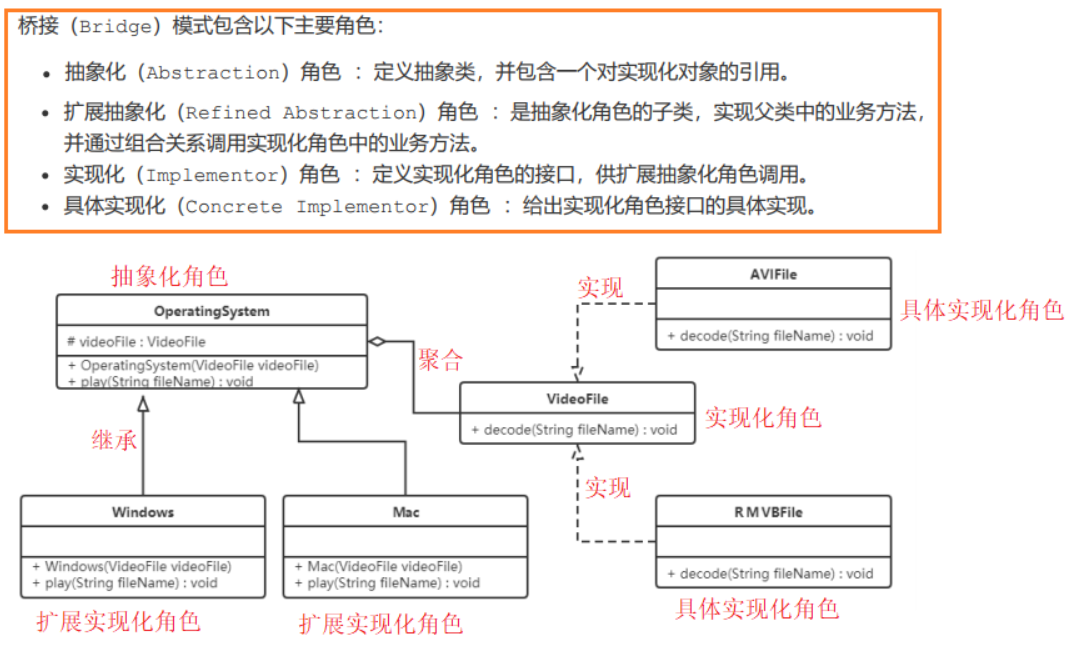 桥接（Bridge）模式包含以下主要角色：
• 抽象化（Abstraction）角色 ：定义抽象类，并包含一个对实现化对象的引用。
• 扩展抽象化（Refined Abstraction）角色 ：是抽象化角色的子类，实现父类中的业务方法，
并通过组合关系调用实现化角色中的业务方法。
• 实现化（Implementor）角色 ：定义实现化角色的接口，供扩展抽象化角色调用。
• 具体实现化（Concrete Implementor）角色 ：给出实现化角色接口的具体实现。
抽象化角色
OperatingSystem
# videoFile : VideoFile
+ OperatingSystem(VideoFile videoFile)
+ play(String fileName) : void
聚合
实现
AVIFile
+ decode(String fileName) : void
具体实现化角色
VideoFile
+ decode(String fileName) : void
实现化角色
继承
实现
Windows
+ Windows(VideoFile videoFile)
+ play(String fileName) : void
扩展实现化角色
Mac
+ Mac(VideoFile videoFile)
+ play(String fileName) : void
扩展实现化角色
RMVBFile
+ decode(String fileName) : void
具体实现化角色